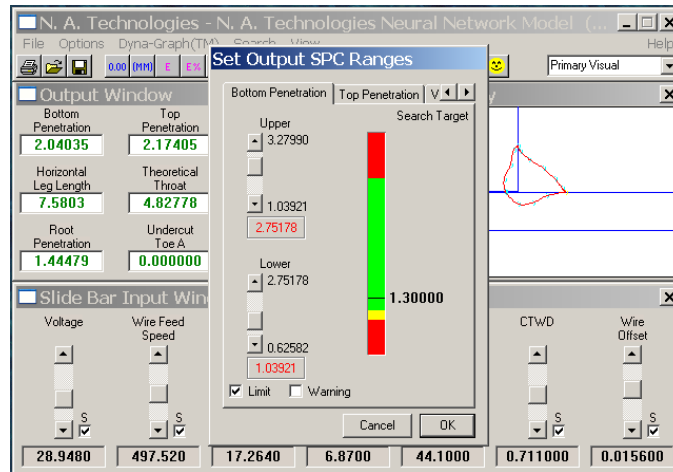 N. A. Technologies - N. A. Technologies Neural Network Model (...
File Options Dyna-Graph(TM) Search View Help
0.00 (MM) E E% Primary Visual
Set Output SPC Ranges
Output Window
Bottom Penetration Top Penetration V
Bottom Penetration
2.04035
Top Penetration
2.17405
Horizontal Leg Length
7.5803
Theoretical Throat
4.82778
Root Penetration
1.44479
Undercut Toe A
0.000000
Upper
3.27990
1.03921
2.75178
Lower
2.75178
0.62582
1.03921
Search Target
1.30000
Limit Warning
Cancel OK
Slide Bar Input Win
Voltage
Wire Feed Speed
CTWD
Wire Offset
S S S S
28.9480 497.520 17.2640 6.8700 44.1000 0.711000 0.015600